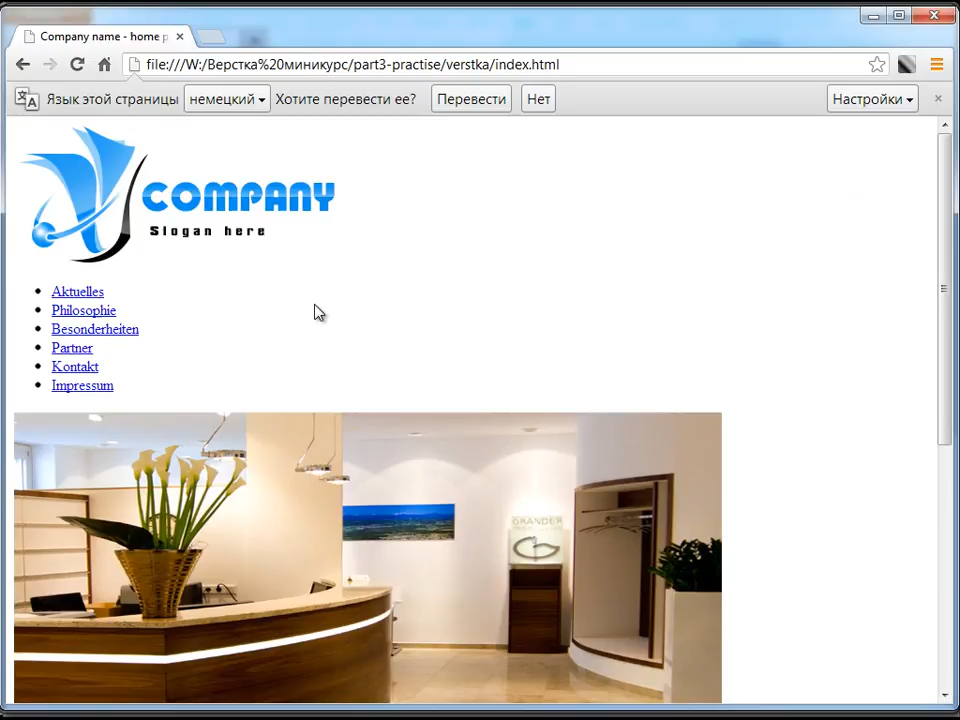 Company name - home p
file:///W:/Верстка%20миникурс/part3-practise/verstka/index.html
Язык этой страницы немецкий Хотите перевести ее? Перевести Нет Настройки
COMPANY
Slogan here
Aktuelles
Philosophie
Besonderheiten
Partner
Kontakt
Impressum
GRANDER